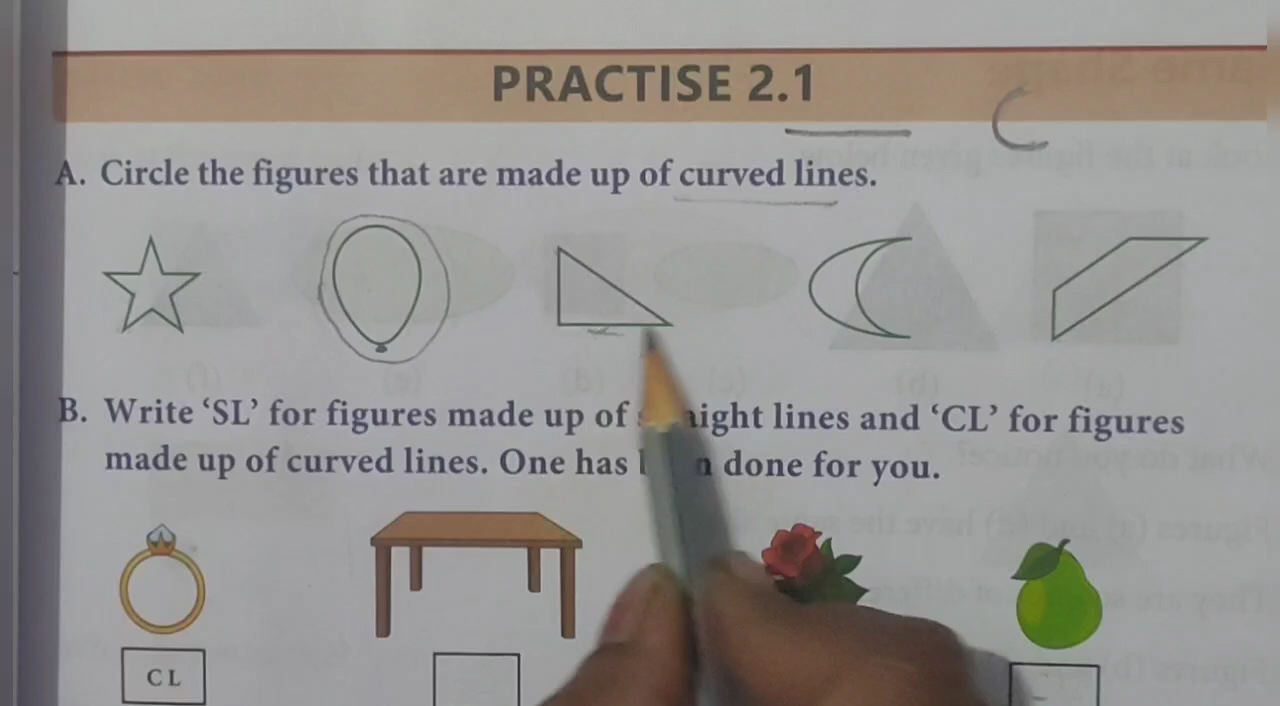 PRACTISE 2.1
A. Circle the figures that are made up of curved lines.
B. Write ‘SL’ for figures made up of lines and ‘CL’ for figures
made up of curved lines. One has done for you.
CL